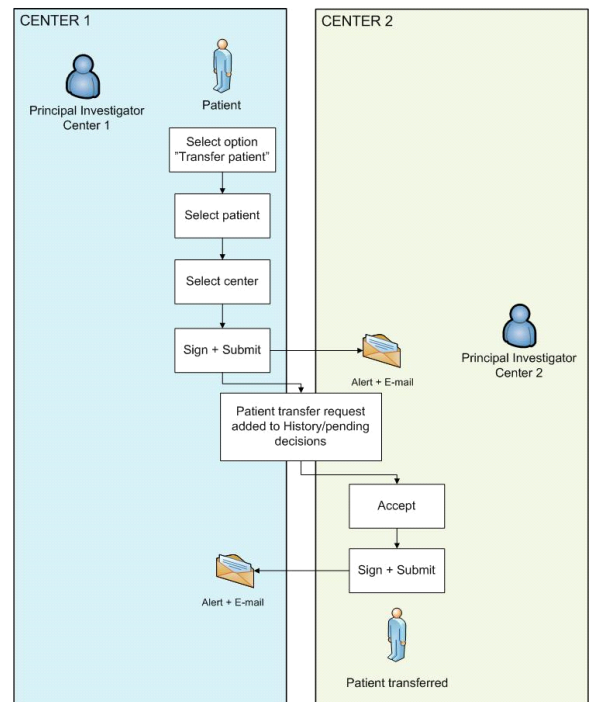 CENTER 1
CENTER 2
Principal Investigator
Center 1
Patient
Select option
"Transfer patient"
Select patient
Select center
Sign + Submit
Alert + E-mail
Principal Investigator
Center 2
Patient transfer request
added to History/pending
decisions
Accept
Sign + Submit
Alert + E-mail
Patient transferred